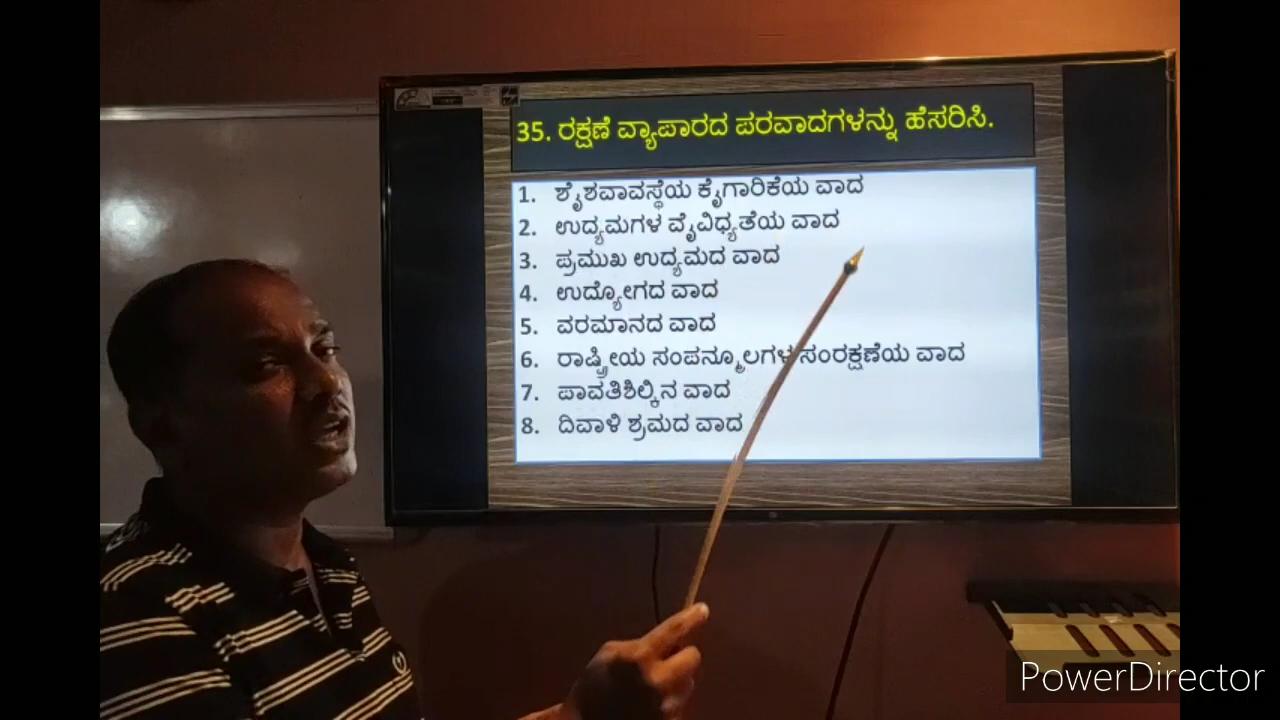 35. ರಕ್ಷಣೆ ವ್ಯಾಪಾರದ ಪರವಾದಗಳನ್ನು ಹೆಸರಿಸಿ.
1. ಶೈಶವಾವಸ್ಥೆಯ ಕೈಗಾರಿಕೆಯ ವಾದ
2. ಉದ್ಯಮಗಳ ವೈವಿಧ್ಯತೆಯ ವಾದ
3. ಪ್ರಮುಖ ಉದ್ಯಮದ ವಾದ
4. ಉದ್ಯೋಗದ ವಾದ
5. ವರಮಾನದ ವಾದ
6. ರಾಷ್ಟ್ರೀಯ ಸಂಪನ್ಮೂಲಗಳ ಸಂರಕ್ಷಣೆಯ ವಾದ
7. ಪಾವತಿಶಿಲ್ಕಿನ ವಾದ
8. ದಿವಾಳಿ ಶ್ರಮದ ವಾದ
PowerDirector